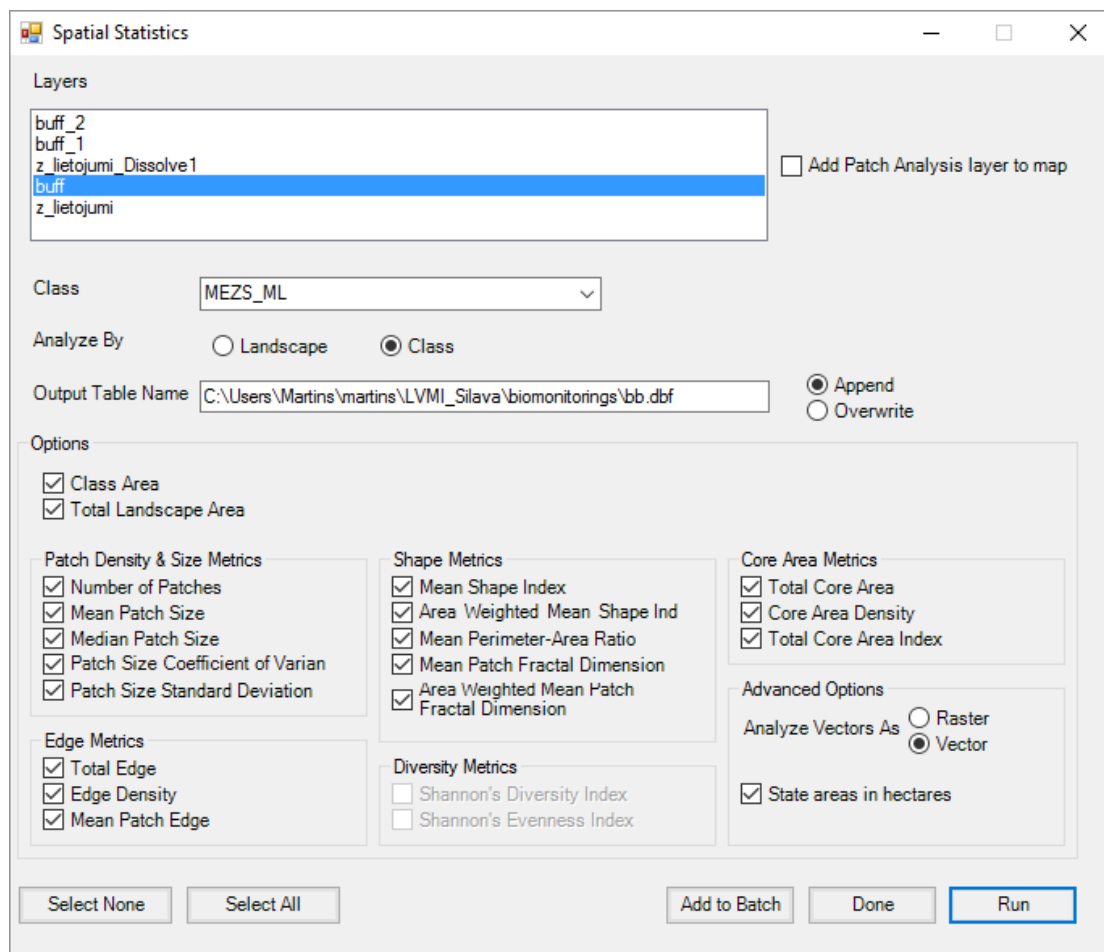 Spatial Statistics
Layers
buff_2
buff_1
z_lietojumi_Dissolve1
buff
z_lietojumi
Add Patch Analysis layer to map
Class
MEZS_ML
Analyze By
Landscape
Class
Output Table Name
C:\Users\Martins\martins\LVMI_Silava\biomonitorings\bb.dbf
Append
Overwrite
Options
Class Area
Total Landscape Area
Patch Density & Size Metrics
Number of Patches
Mean Patch Size
Median Patch Size
Patch Size Coefficient of Varian
Patch Size Standard Deviation
Edge Metrics
Total Edge
Edge Density
Mean Patch Edge
Shape Metrics
Mean Shape Index
Area Weighted Mean Shape Ind
Mean Perimeter-Area Ratio
Mean Patch Fractal Dimension
Area Weighted Mean Patch
Fractal Dimension
Diversity Metrics
Shannon's Diversity Index
Shannon's Evenness Index
Core Area Metrics
Total Core Area
Core Area Density
Total Core Area Index
Advanced Options
Analyze Vectors As
Raster
Vector
State areas in hectares
Select None
Select All
Add to Batch
Done
Run